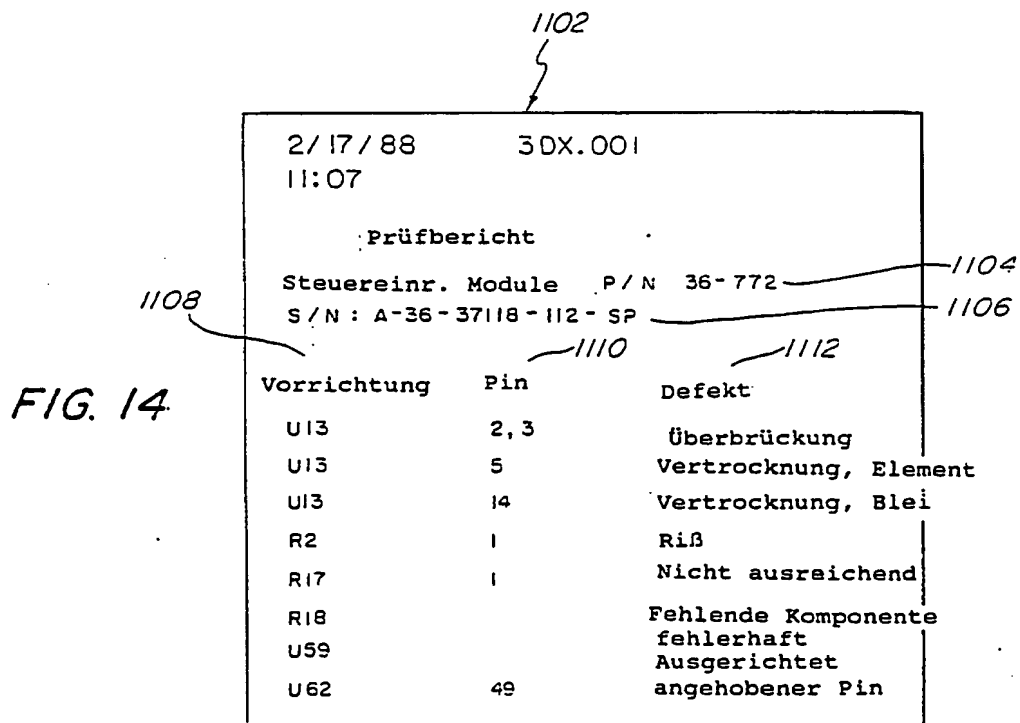 1102
2/17/88 3DX.001
11:07
Prüfbericht
Steuereinr. Module P/N 36-772 1104
1108 S/N : A-36-37118-112-SP 1106
1110 1112
FIG. 14
Vorrichtung Pin Defekt
U13 2,3 Überbrückung
U13 5 Vertrocknung, Element
U13 14 Vertrocknung, Blei
R2 1 Riß
R17 1 Nicht ausreichend
R18 Fehlende Komponente
U59 fehlerhaft
Ausgerichtet
U62 49 angehobener Pin